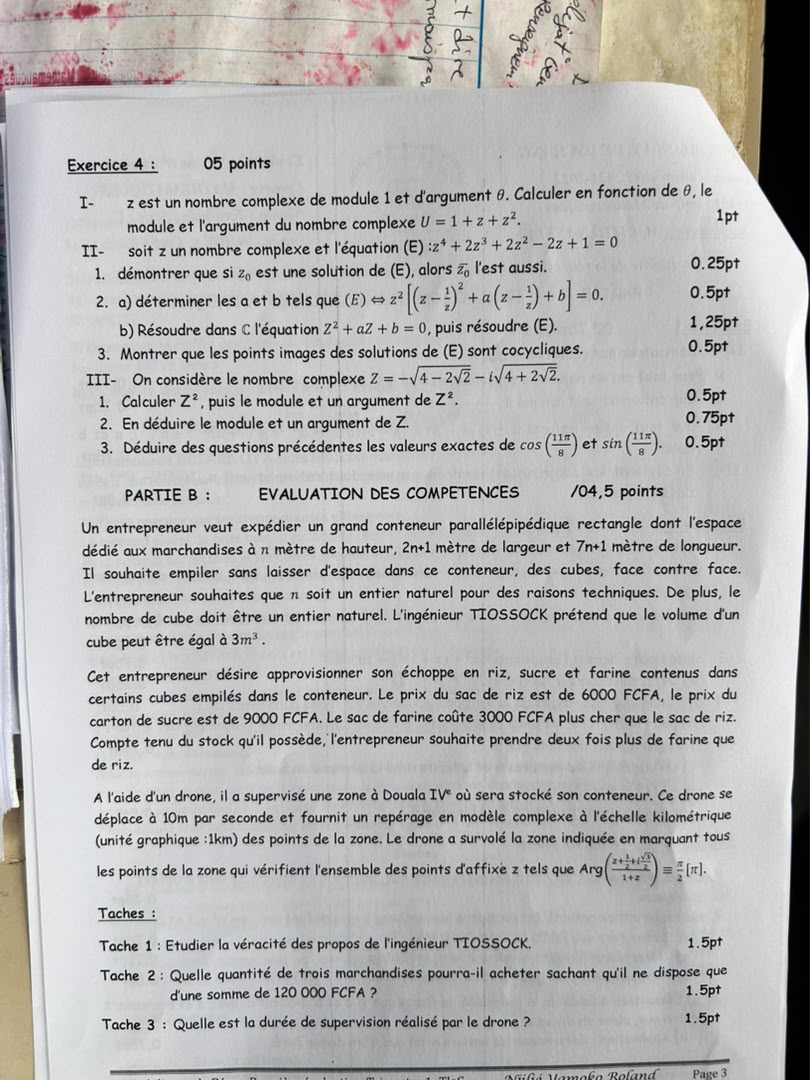 t dire
mais par
Exercice 4 : 05 points
I- z est un nombre complexe de module 1 et d'argument θ. Calculer en fonction de θ, le
module et l'argument du nombre complexe U = 1 + z + z². 1pt
II- soit z un nombre complexe et l'équation (E) :z⁴ + 2z³ + 2z² − 2z + 1 = 0
1. démontrer que si z₀ est une solution de (E), alors z̅₀ l'est aussi. 0.25pt
2. a) déterminer les a et b tels que (E) ⇔ z² [(z − 1/z)² + a (z − 1/z) + b] = 0. 0.5pt
b) Résoudre dans ℂ l'équation Z² + aZ + b = 0, puis résoudre (E). 1,25pt
3. Montrer que les points images des solutions de (E) sont cocycliques. 0.5pt
III- On considère le nombre complexe Z = −√(4 − 2√2) − i√(4 + 2√2).
1. Calculer Z², puis le module et un argument de Z². 0.5pt
2. En déduire le module et un argument de Z. 0.75pt
3. Déduire des questions précédentes les valeurs exactes de cos (11π/8) et sin (11π/8). 0.5pt
PARTIE B : EVALUATION DES COMPETENCES /04,5 points
Un entrepreneur veut expédier un grand conteneur parallélépipédique rectangle dont l'espace
dédié aux marchandises à n mètre de hauteur, 2n+1 mètre de largeur et 7n+1 mètre de longueur.
Il souhaite empiler sans laisser d'espace dans ce conteneur, des cubes, face contre face.
L'entrepreneur souhaites que n soit un entier naturel pour des raisons techniques. De plus, le
nombre de cube doit être un entier naturel. L'ingénieur TIOSSOCK prétend que le volume d'un
cube peut être égal à 3m³ .
Cet entrepreneur désire approvisionner son échoppe en riz, sucre et farine contenus dans
certains cubes empilés dans le conteneur. Le prix du sac de riz est de 6000 FCFA, le prix du
carton de sucre est de 9000 FCFA. Le sac de farine coûte 3000 FCFA plus cher que le sac de riz.
Compte tenu du stock qu'il possède, l'entrepreneur souhaite prendre deux fois plus de farine que
de riz.
A l'aide d'un drone, il a supervisé une zone à Douala IVᵉ où sera stocké son conteneur. Ce drone se
déplace à 10m par seconde et fournit un repérage en modèle complexe à l'échelle kilométrique
(unité graphique :1km) des points de la zone. Le drone a survolé la zone indiquée en marquant tous
les points de la zone qui vérifient l'ensemble des points d'affixe z tels que Arg((z+1/2+i√3/2)/(1+z)) ≡ π/2 [π].
Taches :
Tache 1 : Etudier la véracité des propos de l'ingénieur TIOSSOCK. 1.5pt
Tache 2 : Quelle quantité de trois marchandises pourra-il acheter sachant qu'il ne dispose que
d'une somme de 120 000 FCFA ? 1.5pt
Tache 3 : Quelle est la durée de supervision réalisé par le drone ? 1.5pt
Yamoko Roland Page 3